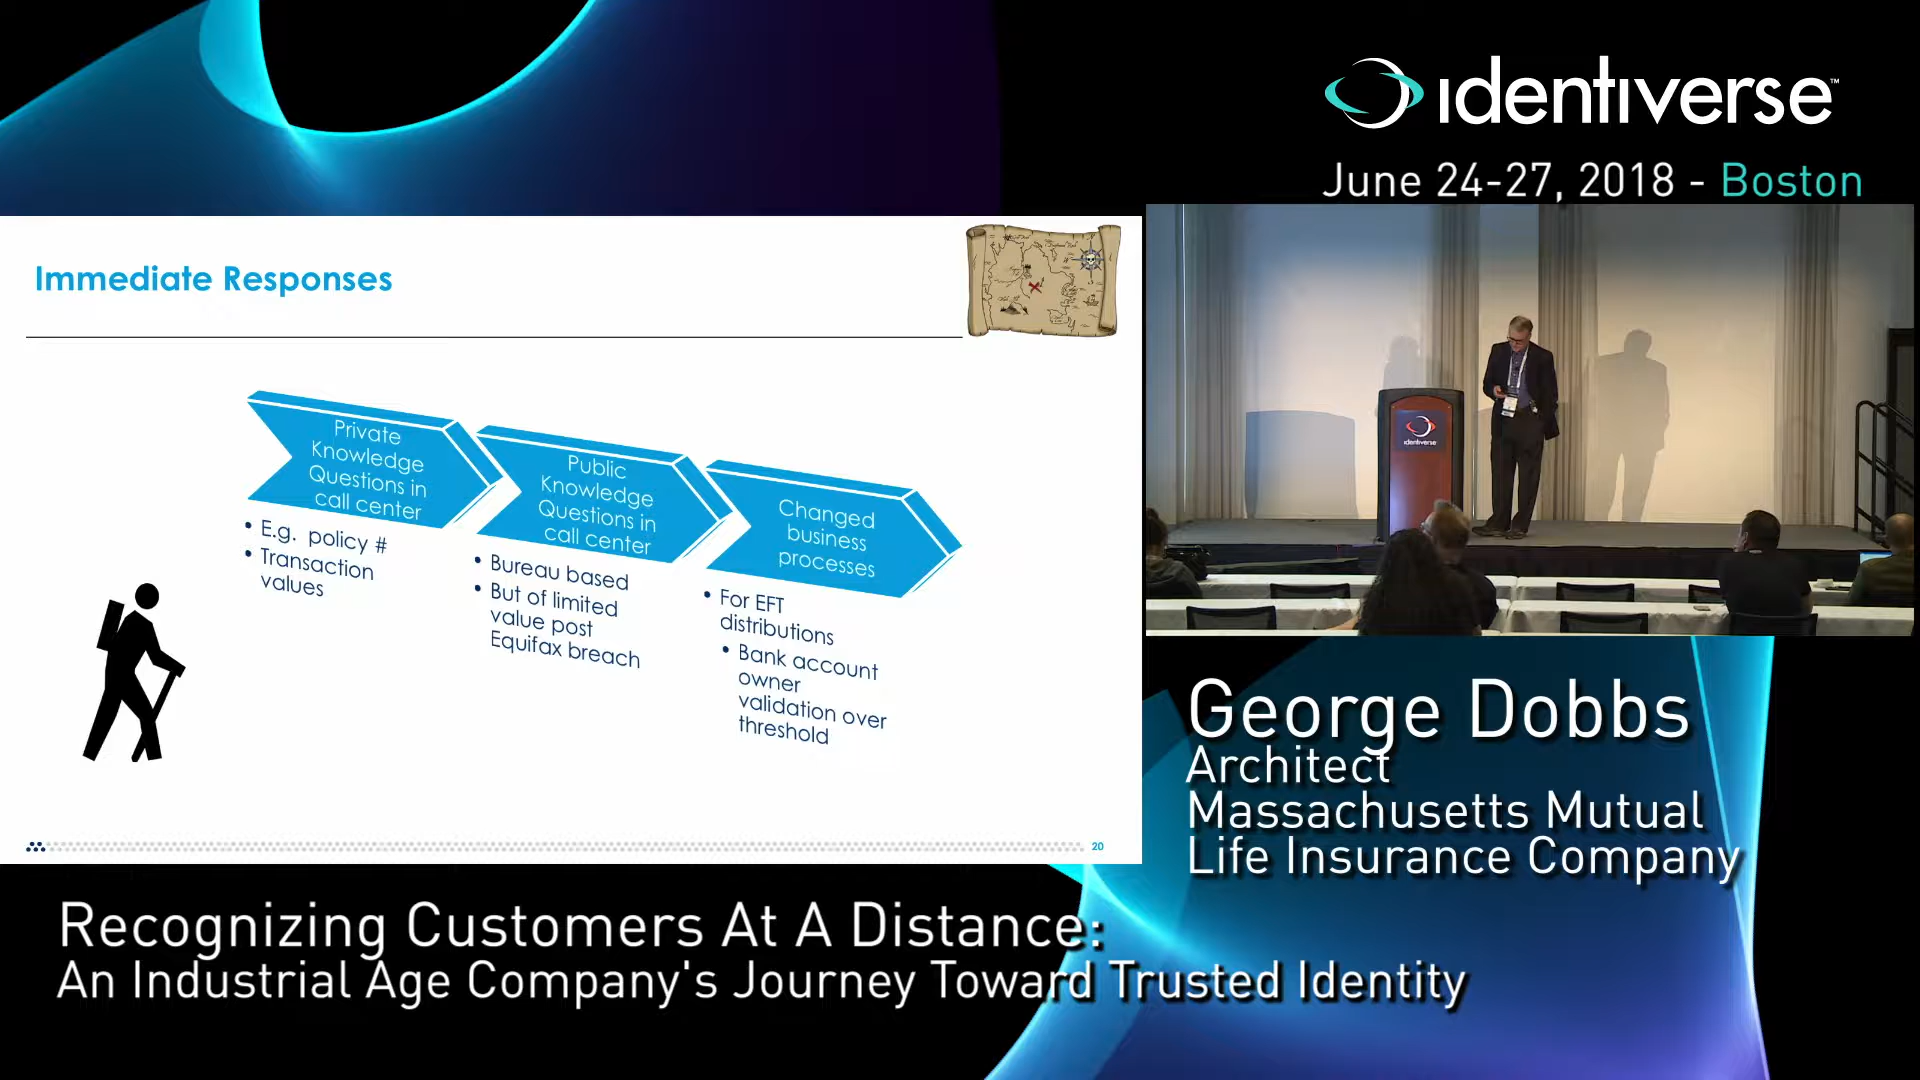 identiverse™
June 24-27, 2018 - Boston
Immediate Responses
Private
Knowledge
Questions in
call center
• E.g. policy #
• Transaction
values
Public
Knowledge
Questions in
call center
• Bureau based
• But of limited
value post
Equifax breach
Changed
business
processes
• For EFT
distributions
• Bank account
owner
validation over
threshold
20
identiverse
George Dobbs
Architect
Massachusetts Mutual
Life Insurance Company
Recognizing Customers At A Distance:
An Industrial Age Company's Journey Toward Trusted Identity